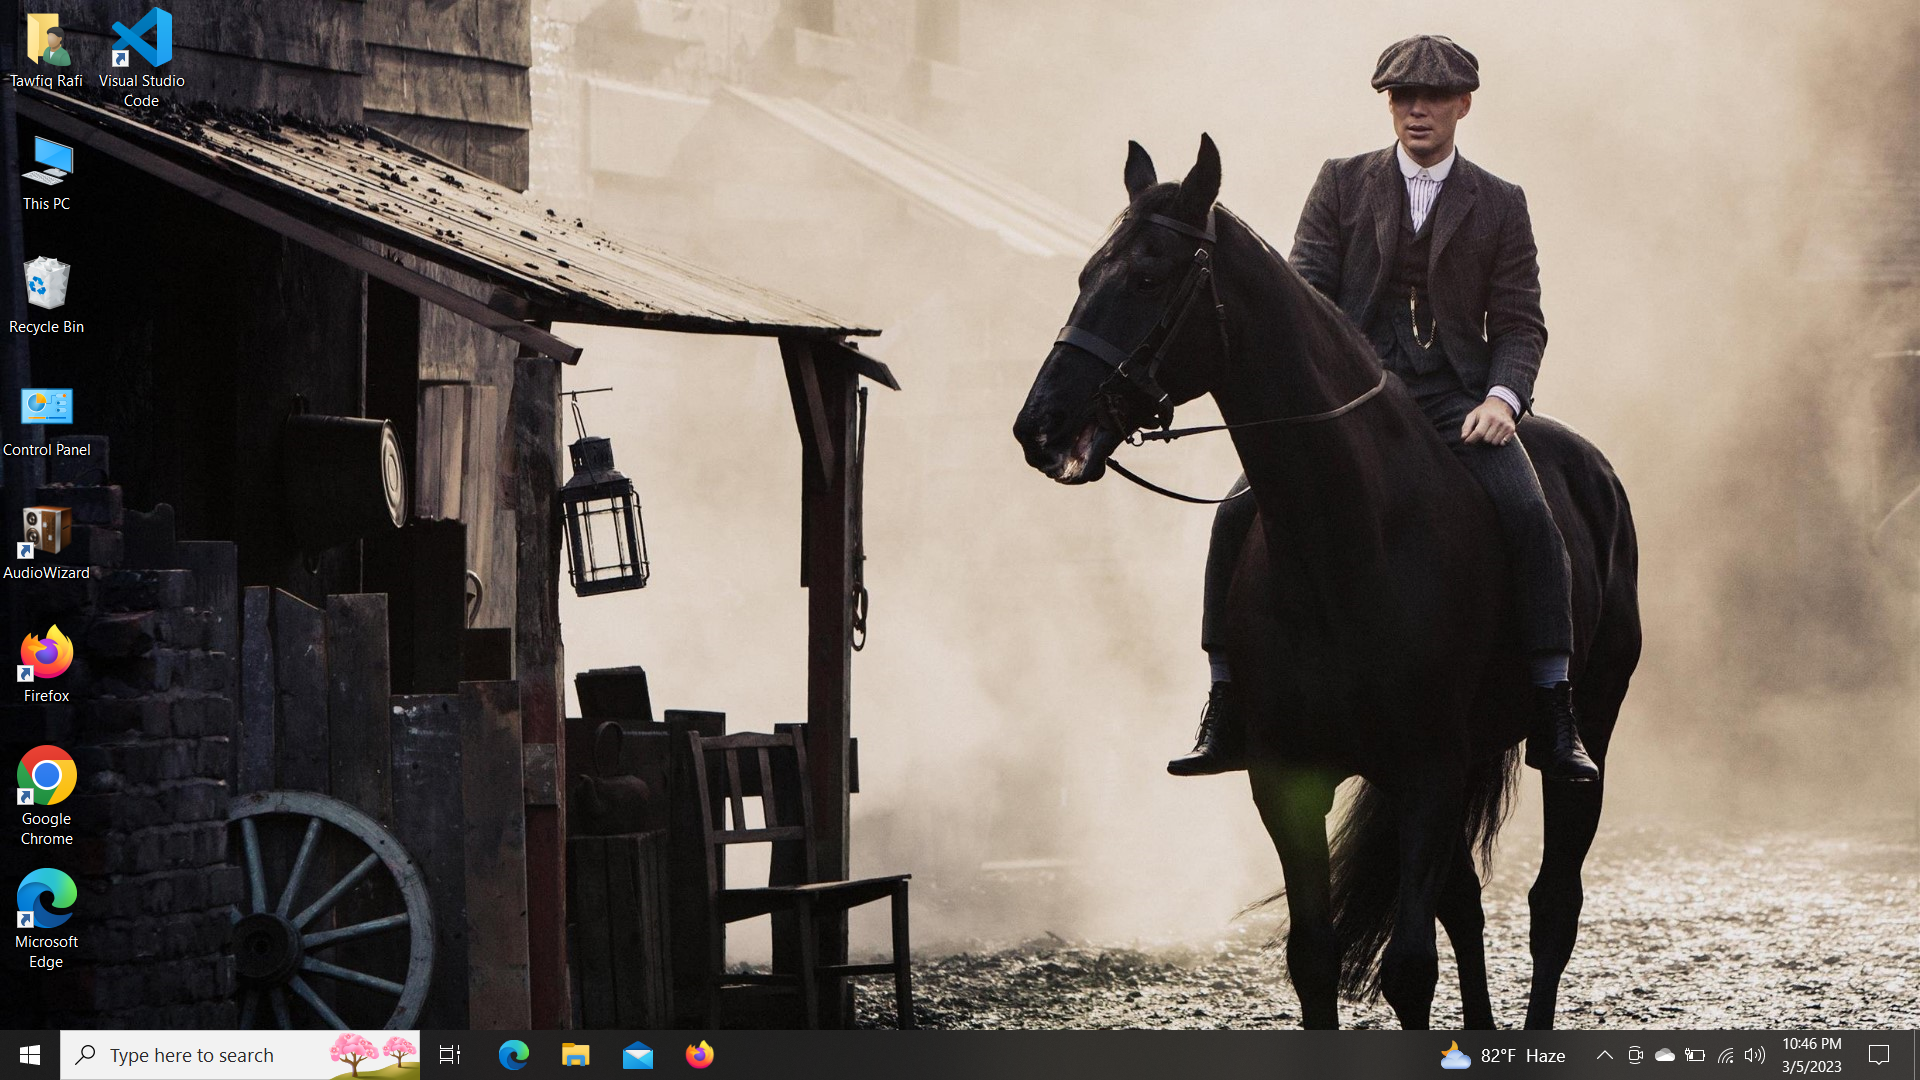 Tawfiq Rafi
Visual Studio
Code
This PC
Recycle Bin
Control Panel
AudioWizard
Firefox
Google
Chrome
Microsoft
Edge
Type here to search
82°F Haze
10:46 PM
3/5/2023